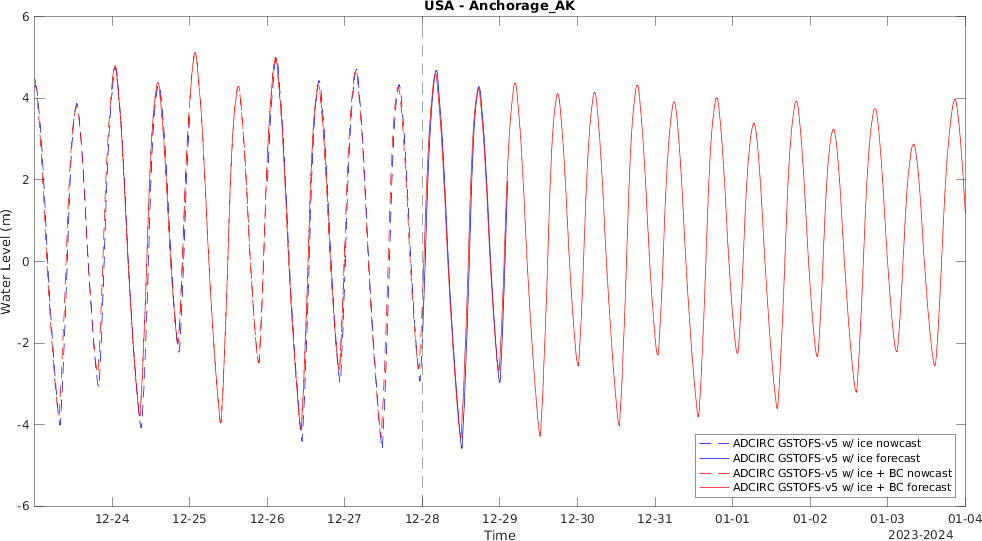 USA - Anchorage_AK
6
4
2
0
-2
-4
-6
Water Level (m)
ADCIRC GSTOFS-v5 w/ ice nowcast
ADCIRC GSTOFS-v5 w/ ice forecast
ADCIRC GSTOFS-v5 w/ ice + BC nowcast
ADCIRC GSTOFS-v5 w/ ice + BC forecast
12-24 12-25 12-26 12-27 12-28 12-29 12-30 12-31 01-01 01-02 01-03 01-04
Time
2023-2024